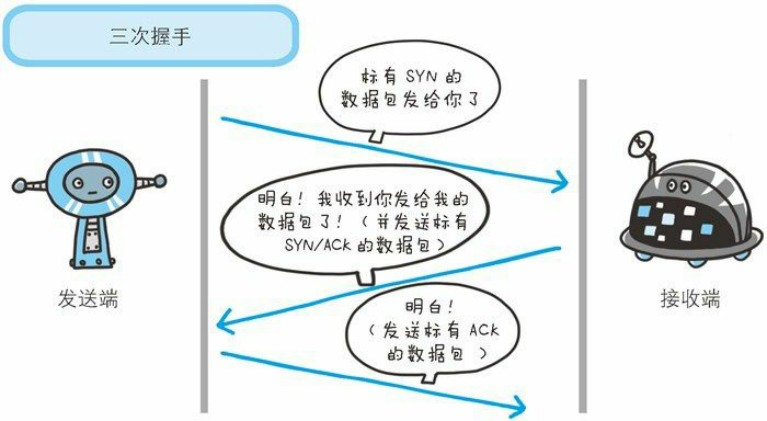 三次握手
标有 SYN 的
数据包发给你了
明白！我收到你发给我的
数据包了！（并发送标有
SYN/ACK 的数据包）
发送端
接收端
明白！
（发送标有 ACK
的数据包 ）